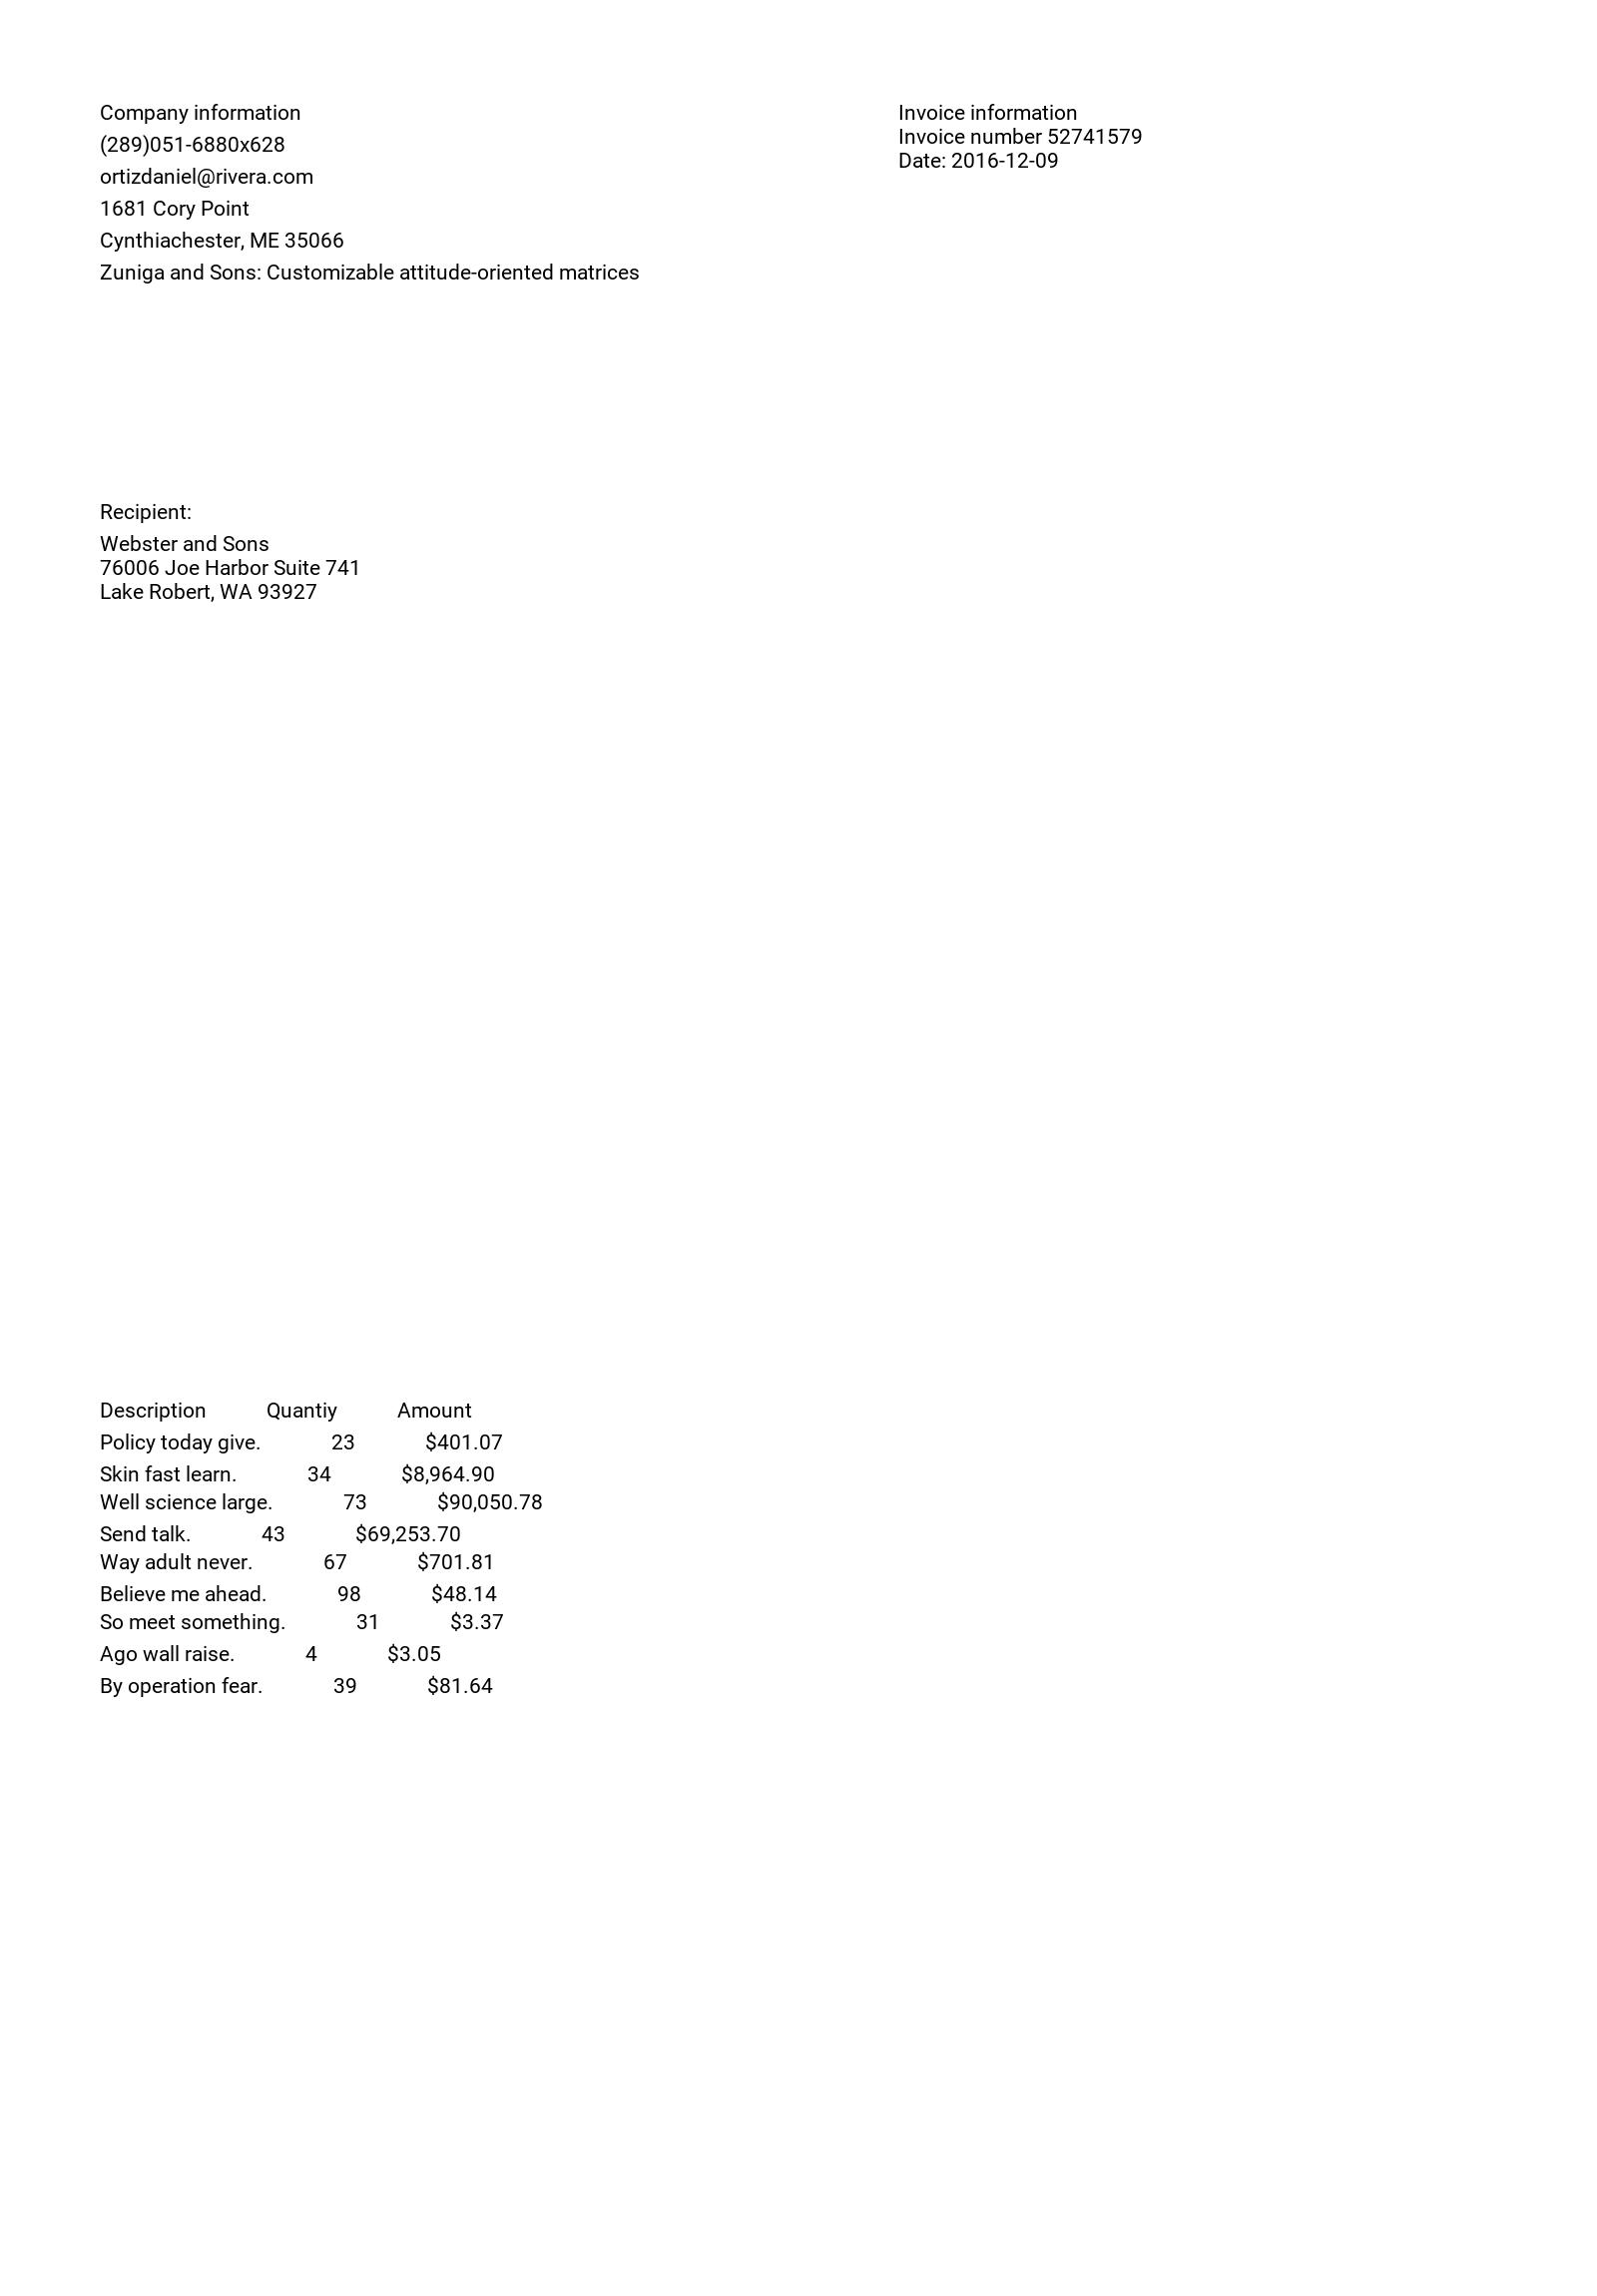 Company information
(289)051-6880x628
ortizdaniel@rivera.com
1681 Cory Point
Cynthiachester, ME 35066
Zuniga and Sons: Customizable attitude-oriented matrices
Invoice information
Invoice number 52741579
Date: 2016-12-09
Recipient:
Webster and Sons
76006 Joe Harbor Suite 741
Lake Robert, WA 93927
Description Quantiy Amount
Policy today give. 23 $401.07
Skin fast learn. 34 $8,964.90
Well science large. 73 $90,050.78
Send talk. 43 $69,253.70
Way adult never. 67 $701.81
Believe me ahead. 98 $48.14
So meet something. 31 $3.37
Ago wall raise. 4 $3.05
By operation fear. 39 $81.64